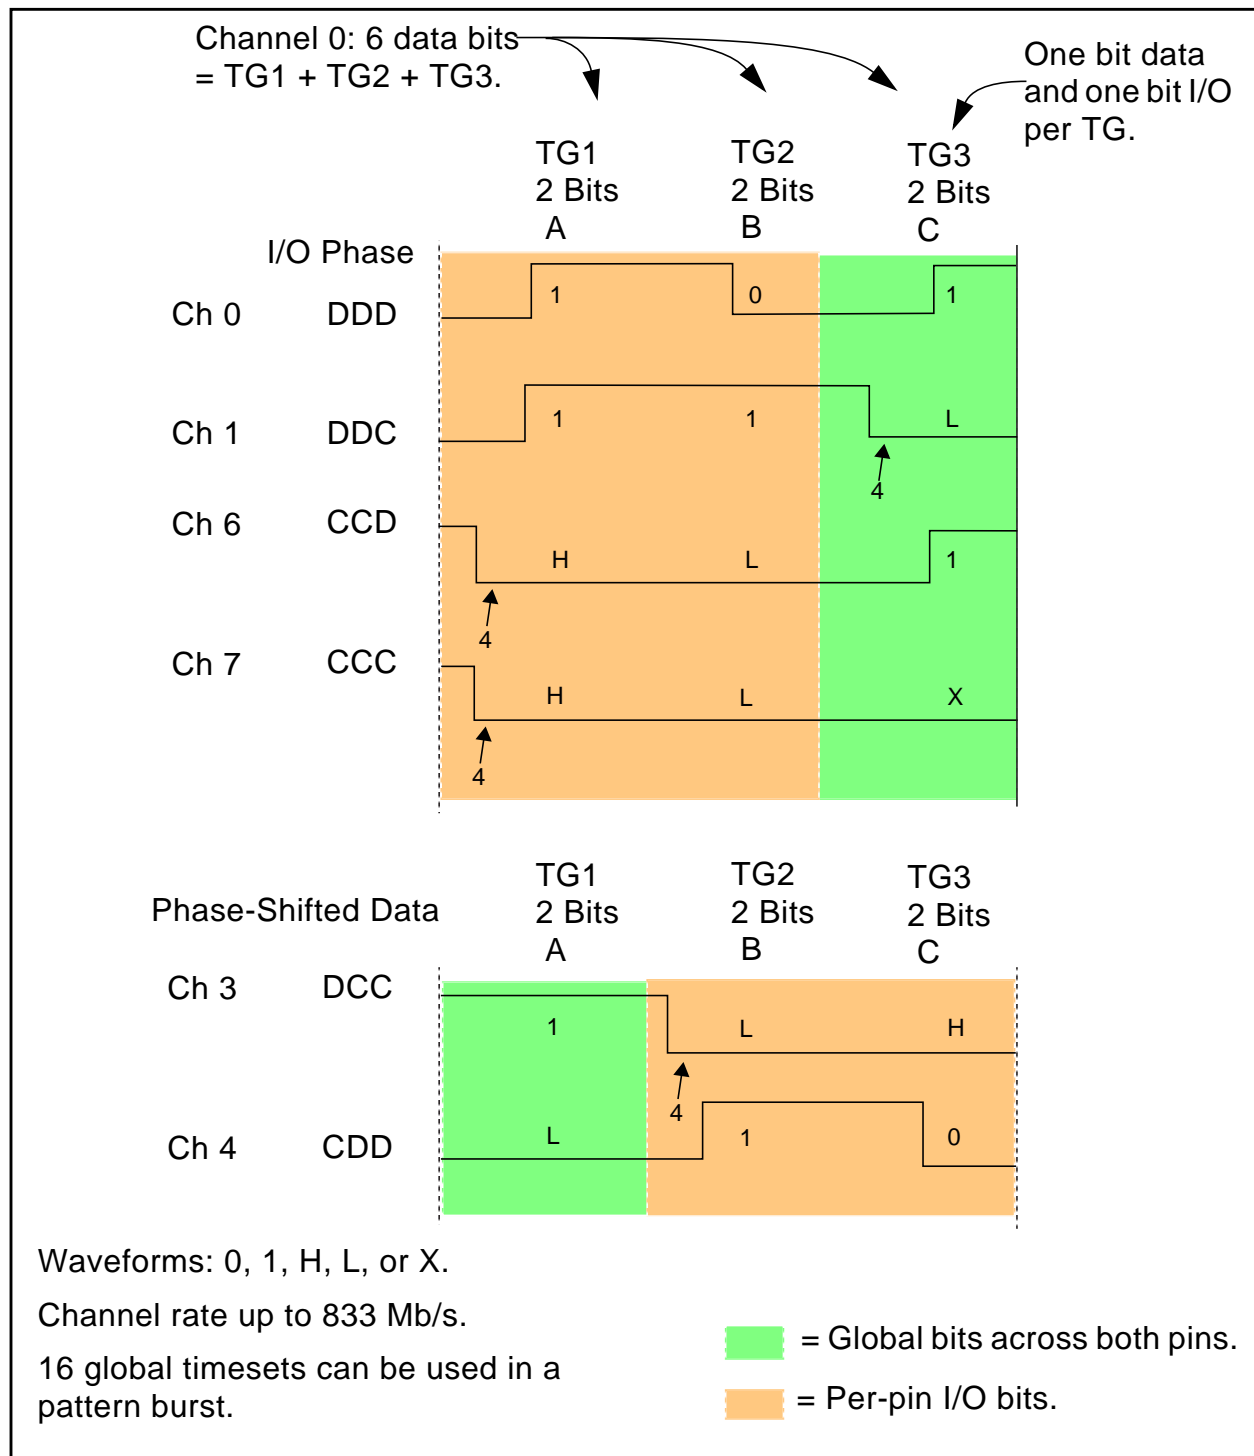 Channel 0: 6 data bits
= TG1 + TG2 + TG3.
One bit data
and one bit I/O
per TG.
TG1 TG2 TG3
2 Bits 2 Bits 2 Bits
A B C
I/O Phase
Ch 0 DDD 1 0 1
Ch 1 DDC 1 1 L
4
Ch 6 CCD H L 1
4
Ch 7 CCC H L X
4
TG1 TG2 TG3
2 Bits 2 Bits 2 Bits
Phase-Shifted Data
A B C
Ch 3 DCC 1 L H
4
Ch 4 CDD L 1 0
Waveforms: 0, 1, H, L, or X.
Channel rate up to 833 Mb/s.
16 global timesets can be used in a
pattern burst.
= Global bits across both pins.
= Per-pin I/O bits.